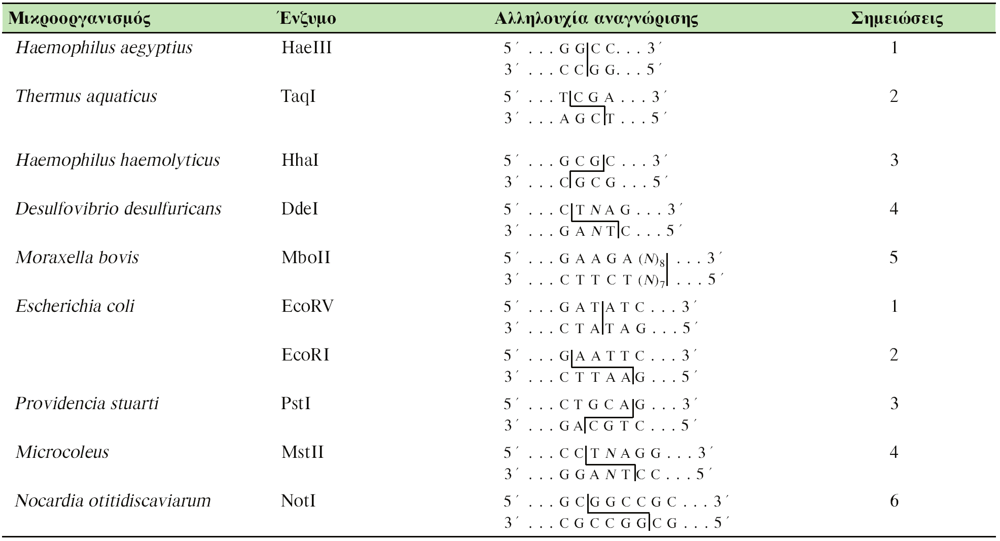 Μικροοργανισμός Ένζυμο Αλληλουχία αναγνώρισης Σημειώσεις
Haemophilus aegyptius HaeIII 5´ . . . G G C C. . . 3´ 1
3´ . . . C C G G. . . 5´
Thermus aquaticus TaqI 5´ . . . T C G A . . . 3´ 2
3´ . . . A G C T . . . 5´
Haemophilus haemolyticus HhaI 5´ . . . G C G C . . . 3´ 3
3´ . . . C G C G . . . 5´
Desulfovibrio desulfuricans DdeI 5´ . . . C T N A G . . . 3´ 4
3´ . . . G A N T C . . . 5´
Moraxella bovis MboII 5´ . . . G A A G A (N)8 . . . 3´ 5
3´ . . . C T T C T (N)7 . . . 5´
Escherichia coli EcoRV 5´ . . . G A T A T C . . . 3´ 1
3´ . . . C T A T A G . . . 5´
EcoRI 5´ . . . G A A T T C . . . 3´ 2
3´ . . . C T T A A G . . . 5´
Providencia stuarti PstI 5´ . . . C T G C A G . . . 3´ 3
3´ . . . G A C G T C . . . 5´
Microcoleus MstII 5´ . . . C C T N A G G . . . 3´ 4
3´ . . . G G A N T C C . . . 5´
Nocardia otitidiscaviarum NotI 5´ . . . G C G G C C G C . . . 3´ 6
3´ . . . C G C C G G C G . . . 5´